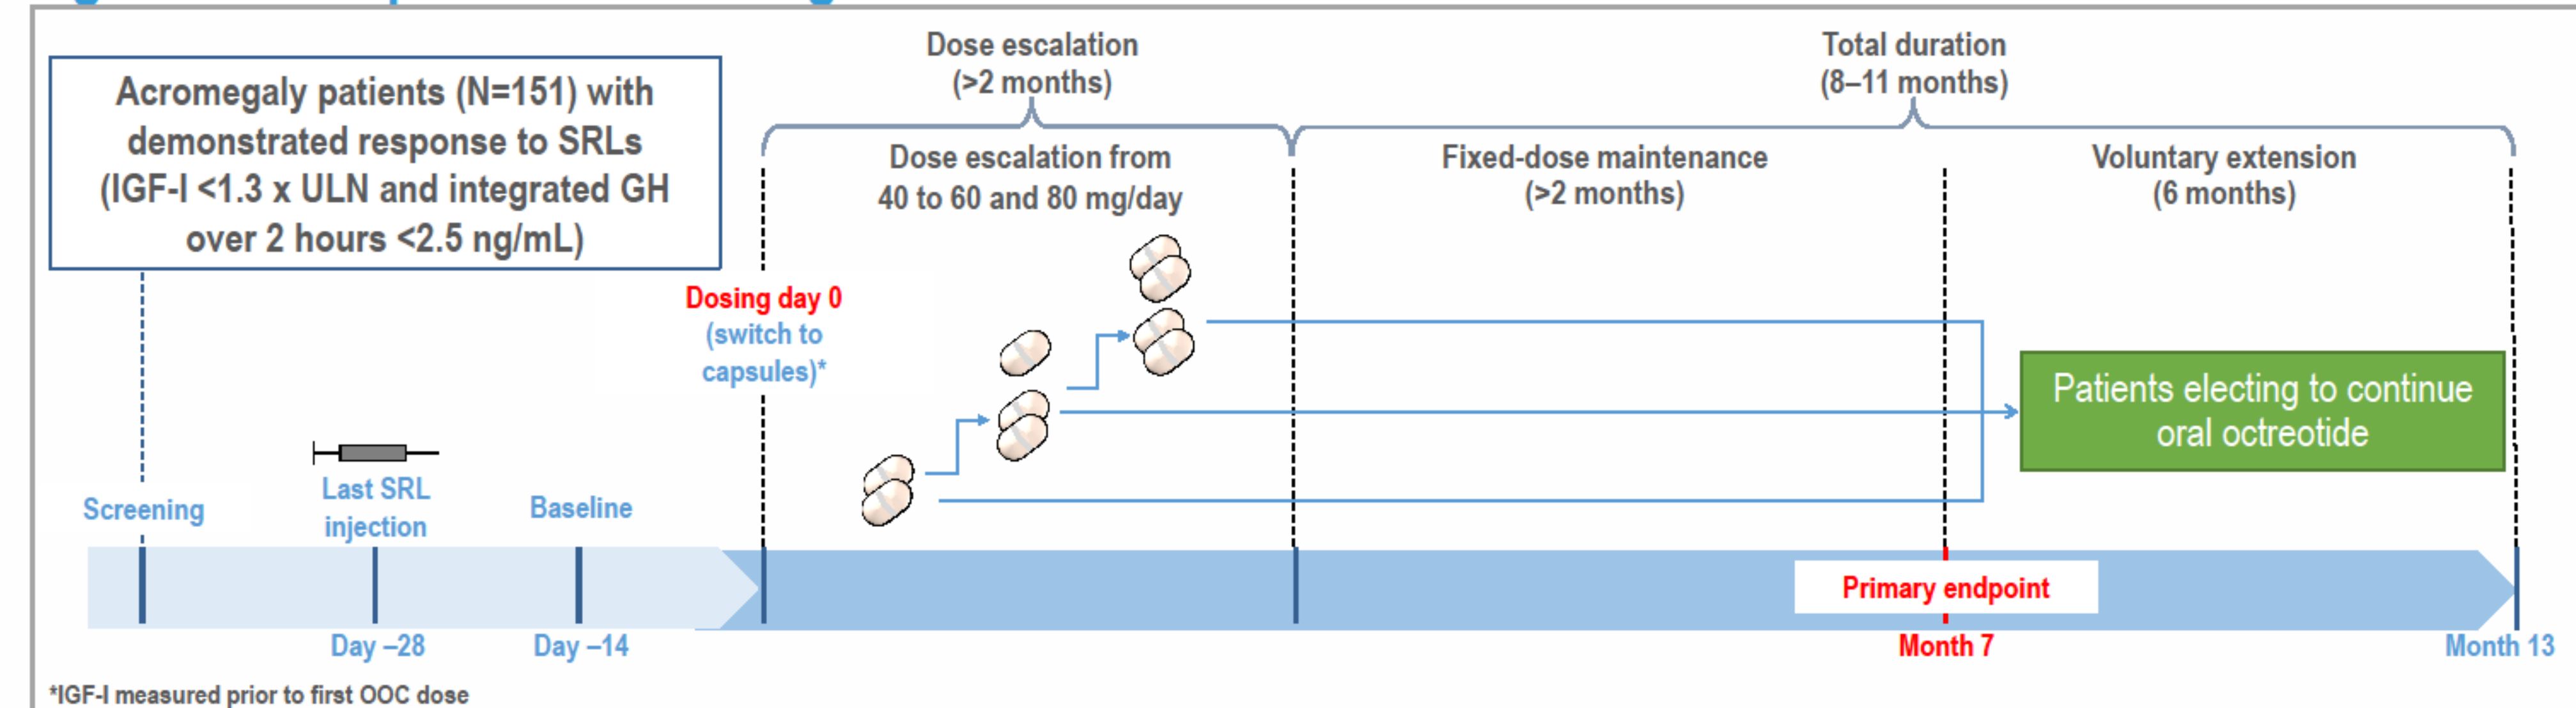 Acromegaly patients (N=151) with
demonstrated response to SRLs
(IGF-I <1.3 x ULN and integrated GH
over 2 hours <2.5 ng/mL)
Dose escalation
(>2 months)
Total duration
(8–11 months)
Dose escalation from
40 to 60 and 80 mg/day
Fixed-dose maintenance
(>2 months)
Voluntary extension
(6 months)
Dosing day 0
(switch to
capsules)*
Patients electing to continue
oral octreotide
Screening
Last SRL
injection
Baseline
Primary endpoint
Day –28
Day –14
Month 7
Month 13
*IGF-I measured prior to first OOC dose